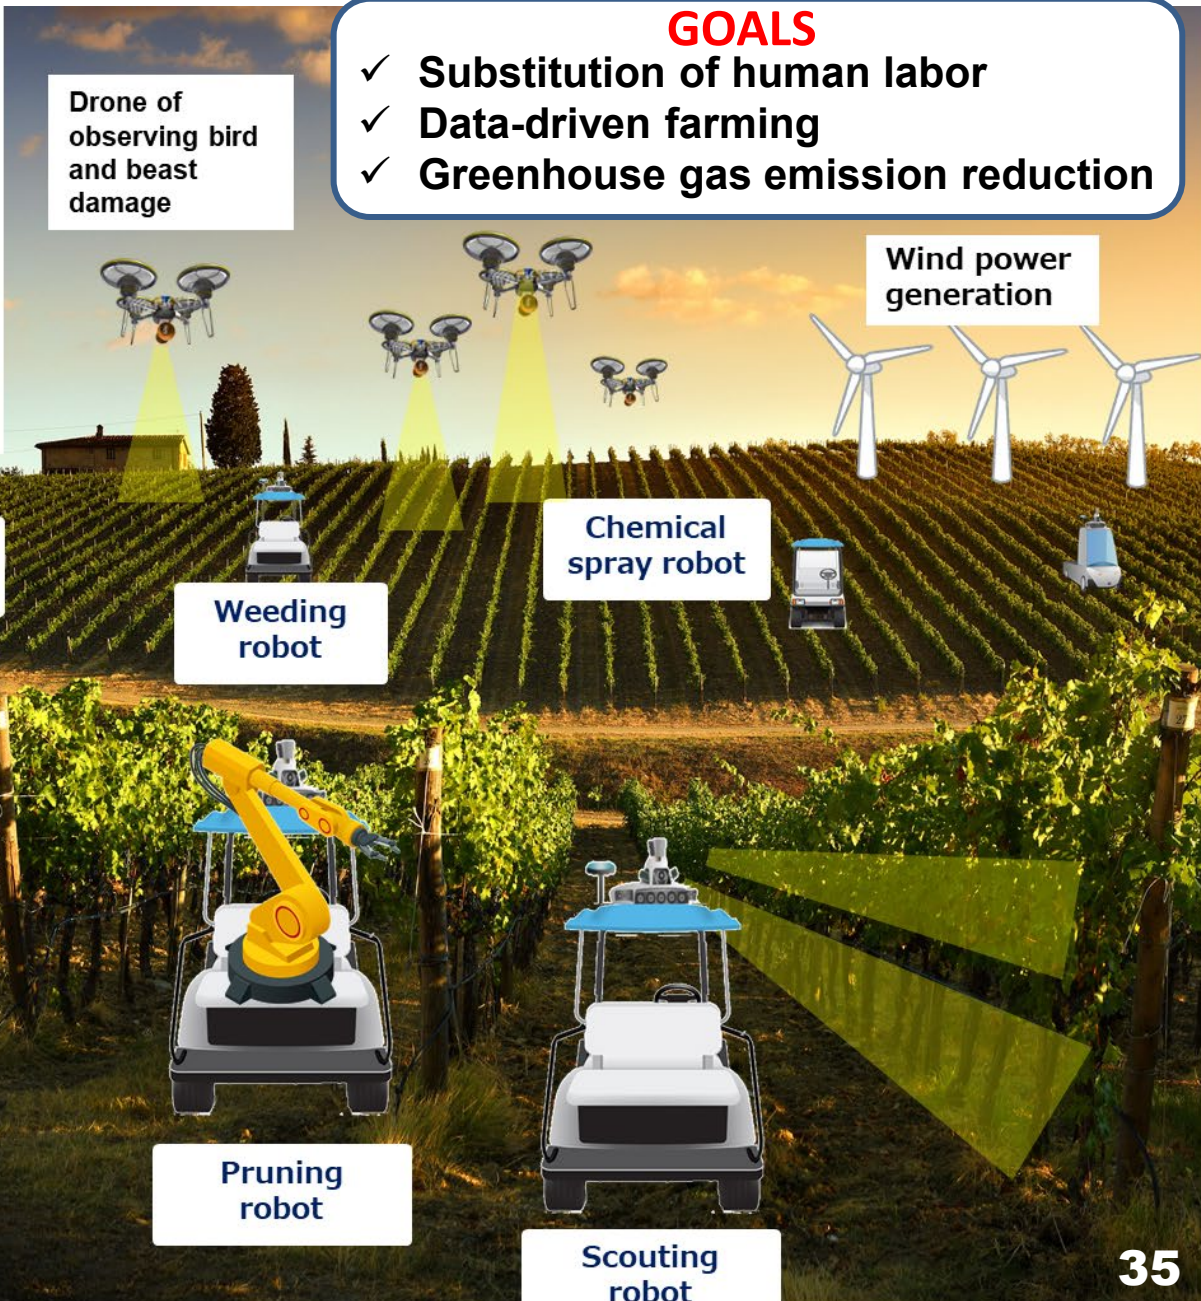 GOALS
✓ Substitution of human labor
✓ Data-driven farming
✓ Greenhouse gas emission reduction
Drone of
observing bird
and beast
damage
Wind power
generation
Chemical
spray robot
Weeding
robot
Pruning
robot
Scouting
robot
35